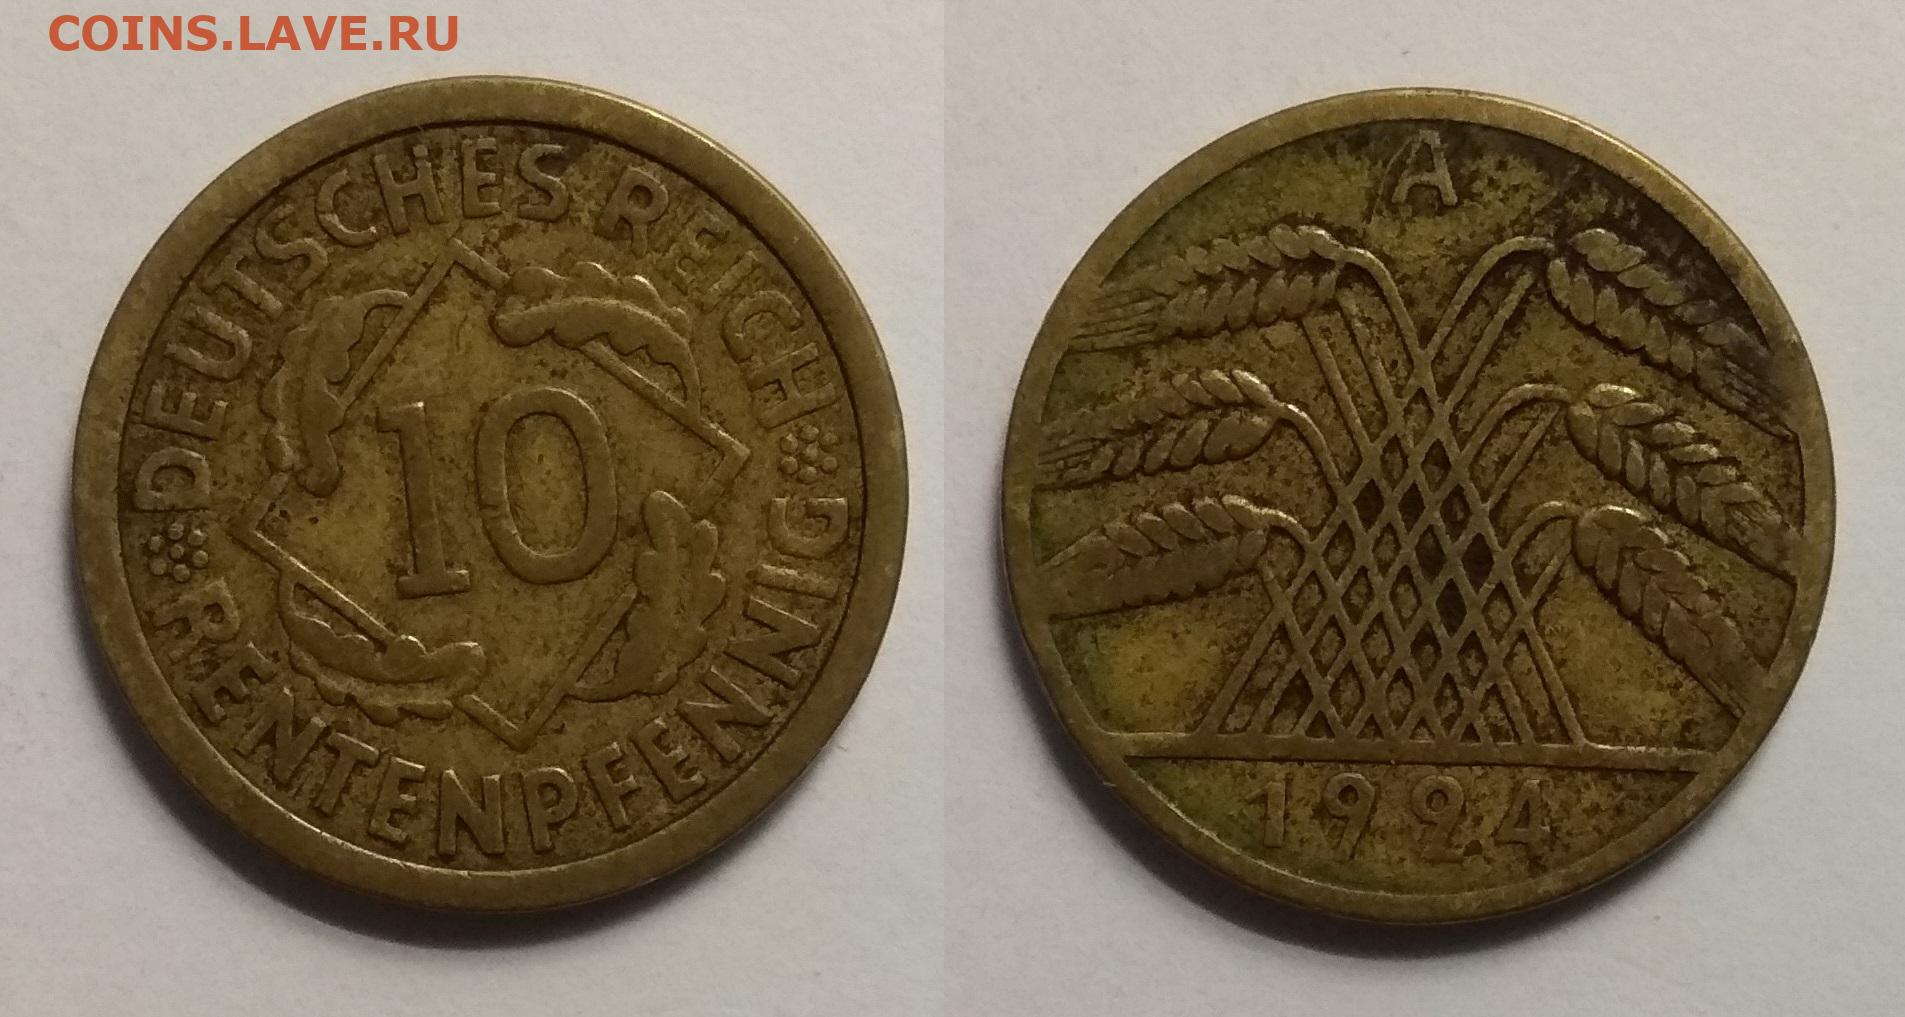 COINS.LAVE.RU
DEUTSCHES REICH
10
RENTENPFENNIG
A
1924